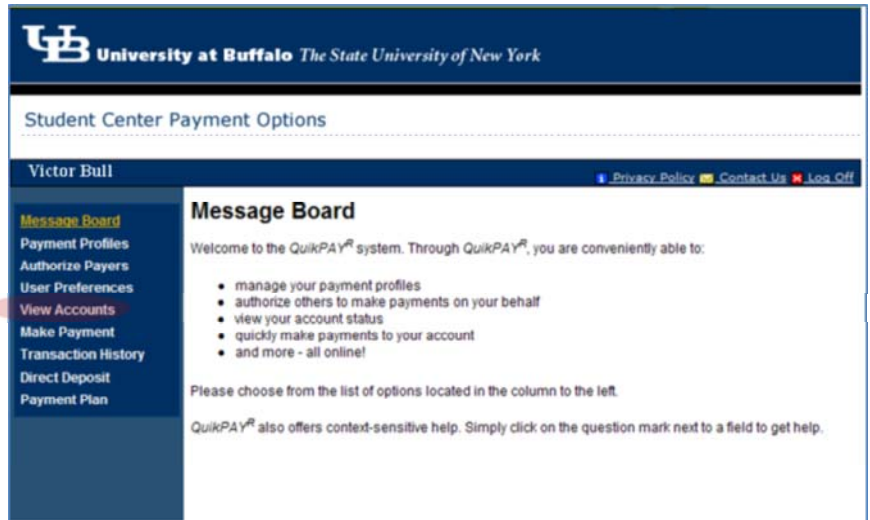 UB University at Buffalo The State University of New York
Student Center Payment Options
Victor Bull
Privacy Policy Contact Us Log Off
Message Board
Payment Profiles
Authorize Payers
User Preferences
View Accounts
Make Payment
Transaction History
Direct Deposit
Payment Plan
Message Board
Welcome to the QuikPAYR system. Through QuikPAYR, you are conveniently able to:
• manage your payment profiles
• authorize others to make payments on your behalf
• view your account status
• quickly make payments to your account
• and more - all online!
Please choose from the list of options located in the column to the left.
QuikPAYR also offers context-sensitive help. Simply click on the question mark next to a field to get help.